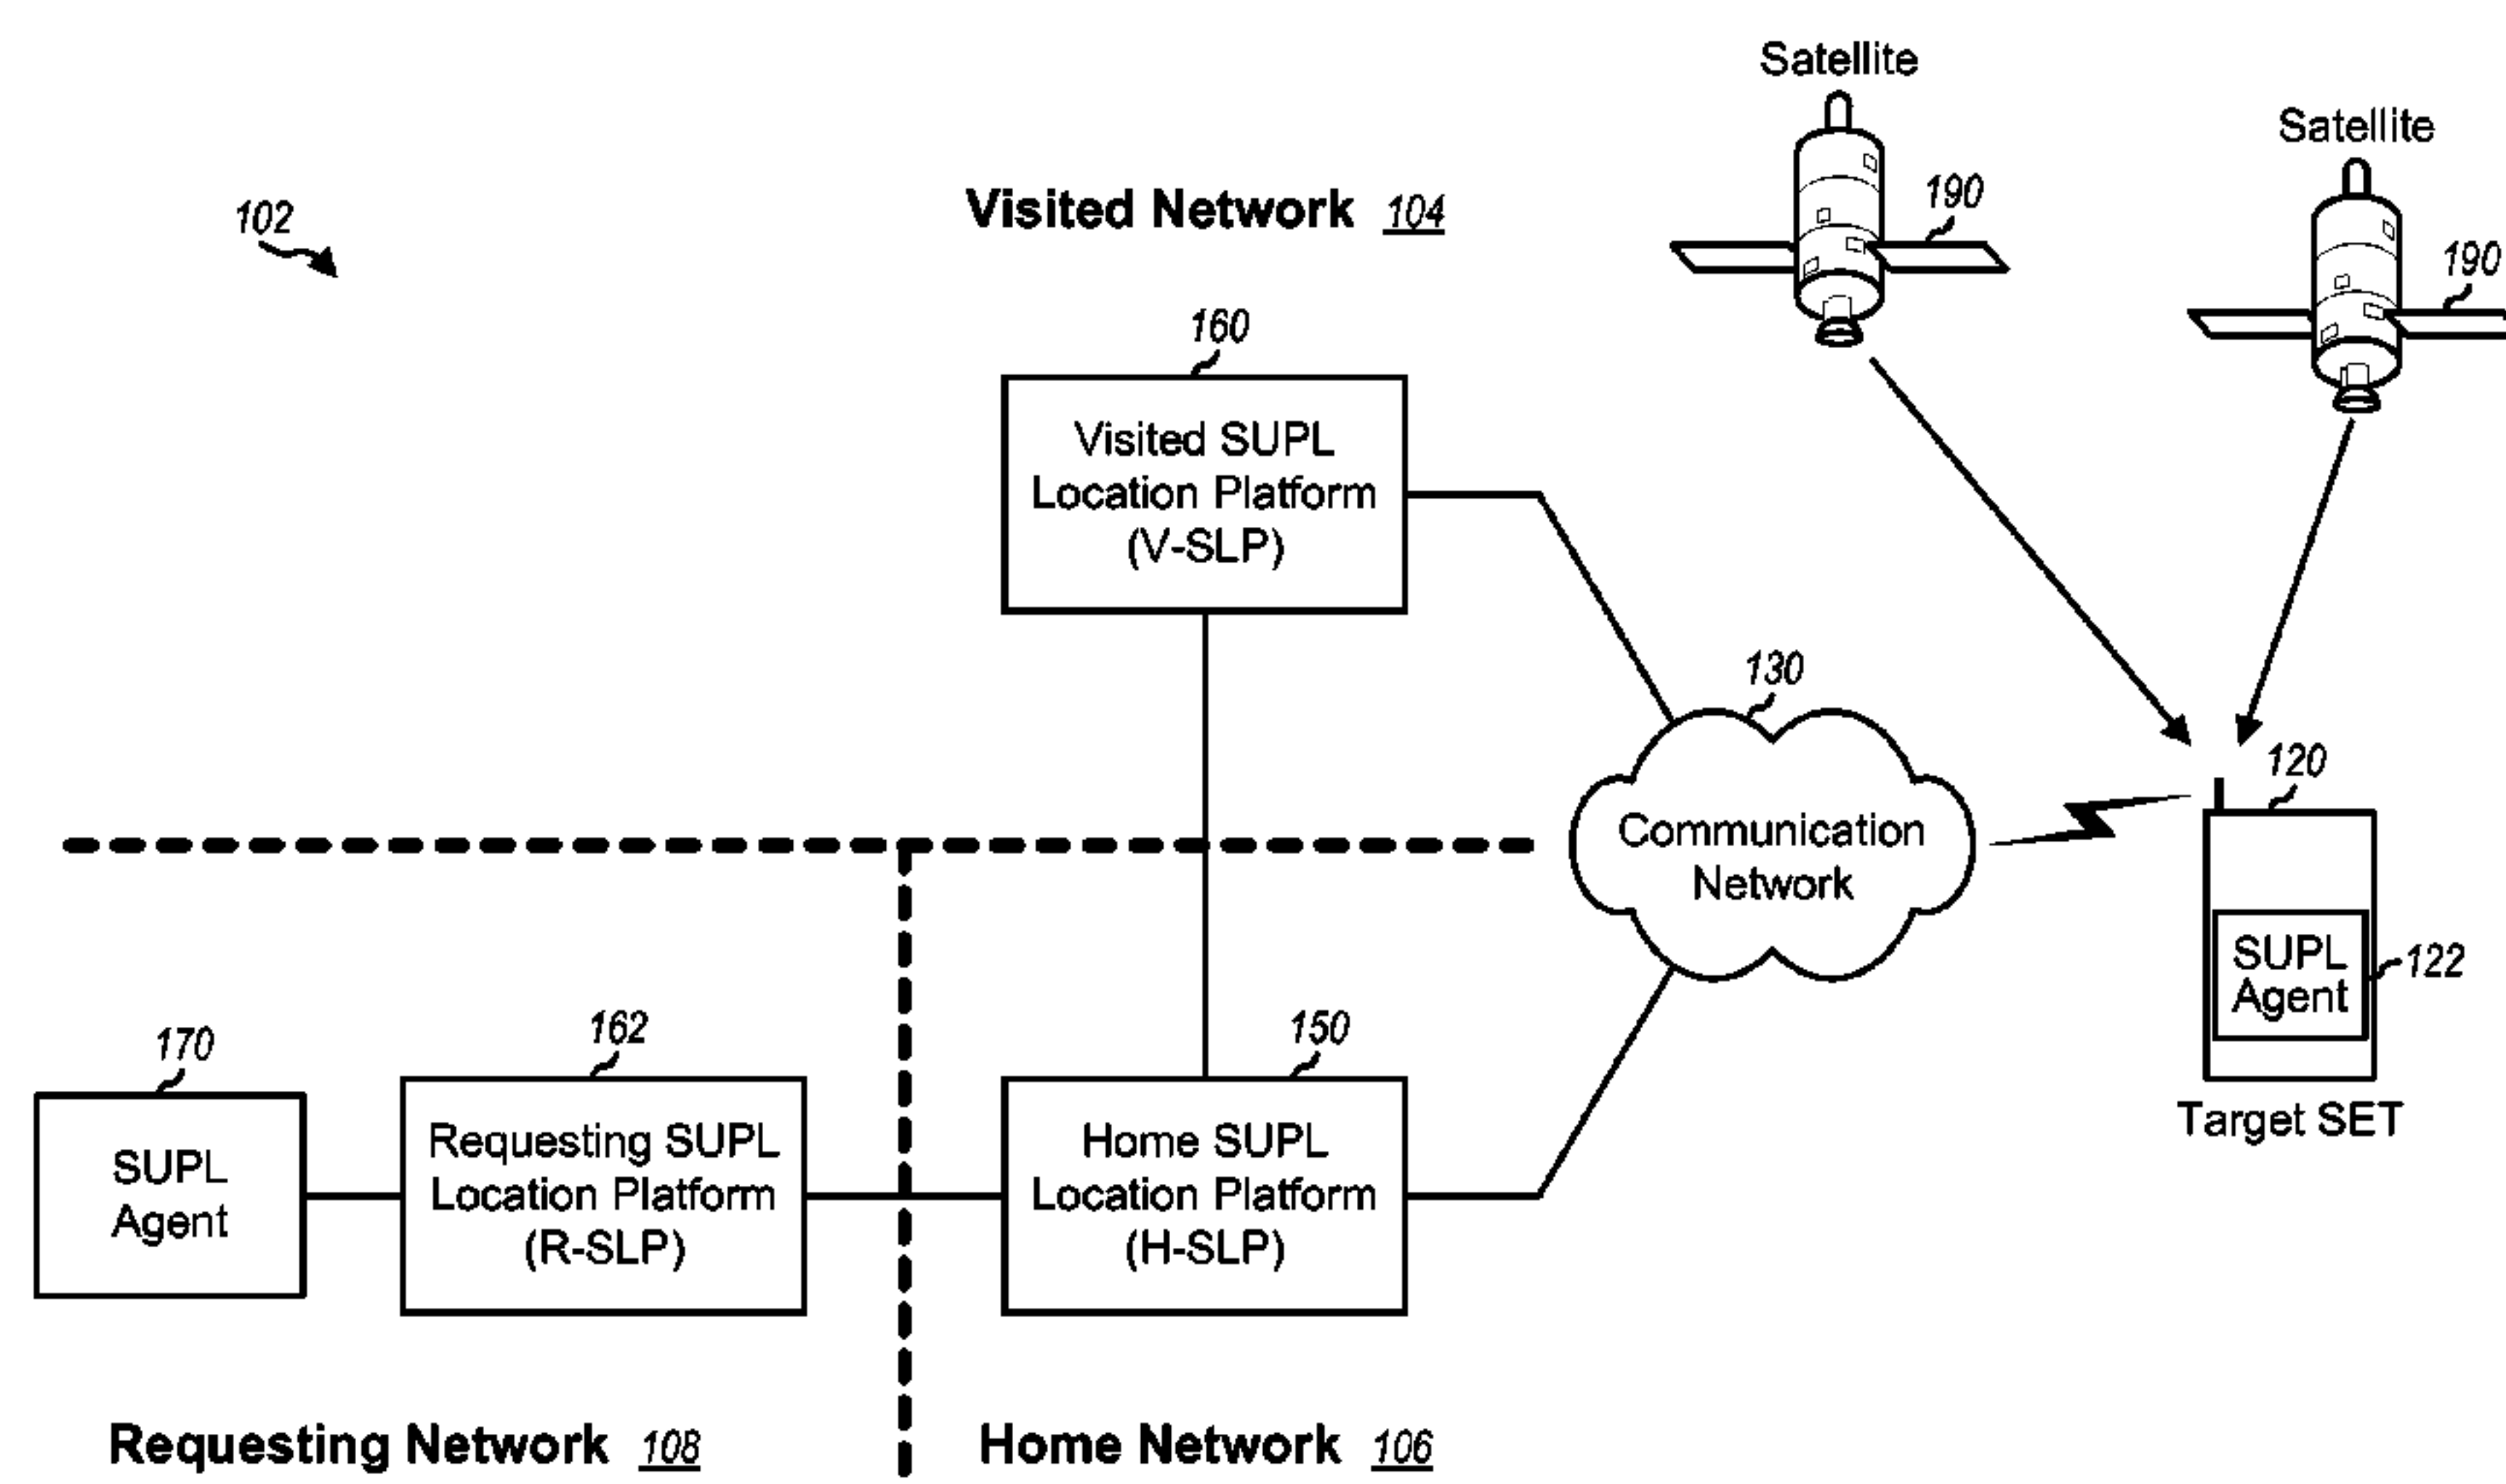 Satellite
Satellite
102
Visited Network 104
190
190
160
Visited SUPL
Location Platform
(V-SLP)
130
120
Communication
Network
SUPL
Agent
122
Target SET
170
162
150
SUPL
Agent
Requesting SUPL
Location Platform
(R-SLP)
Home SUPL
Location Platform
(H-SLP)
Requesting Network 108
Home Network 106